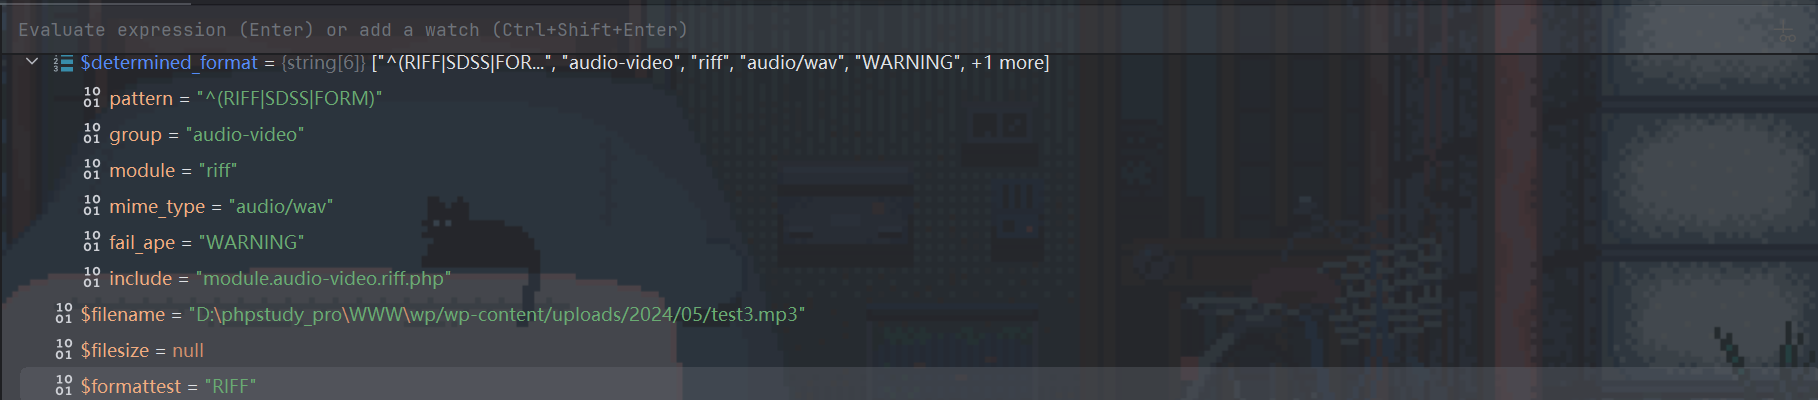 Evaluate expression (Enter) or add a watch (Ctrl+Shift+Enter)
$determined_format = {string[6]} ["^(RIFF|SDSS|FOR...", "audio-video", "riff", "audio/wav", "WARNING", +1 more]
pattern = "^(RIFF|SDSS|FORM)"
group = "audio-video"
module = "riff"
mime_type = "audio/wav"
fail_ape = "WARNING"
include = "module.audio-video.riff.php"
$filename = "D:\phpstudy_pro\WWW\wp/wp-content/uploads/2024/05/test3.mp3"
$filesize = null
$formattest = "RIFF"